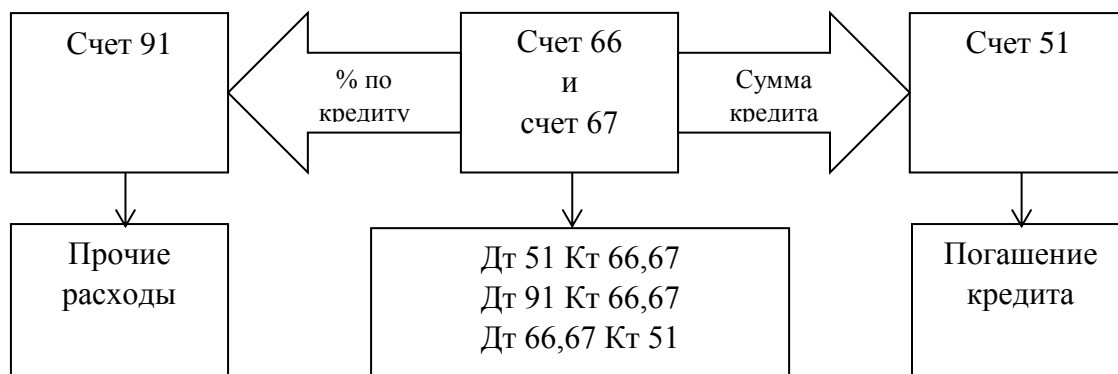 Счет 91
% по
кредиту
Счет 66
и
счет 67
Сумма
кредита
Счет 51
Прочие
расходы
Дт 51 Кт 66,67
Дт 91 Кт 66,67
Дт 66,67 Кт 51
Погашение
кредита